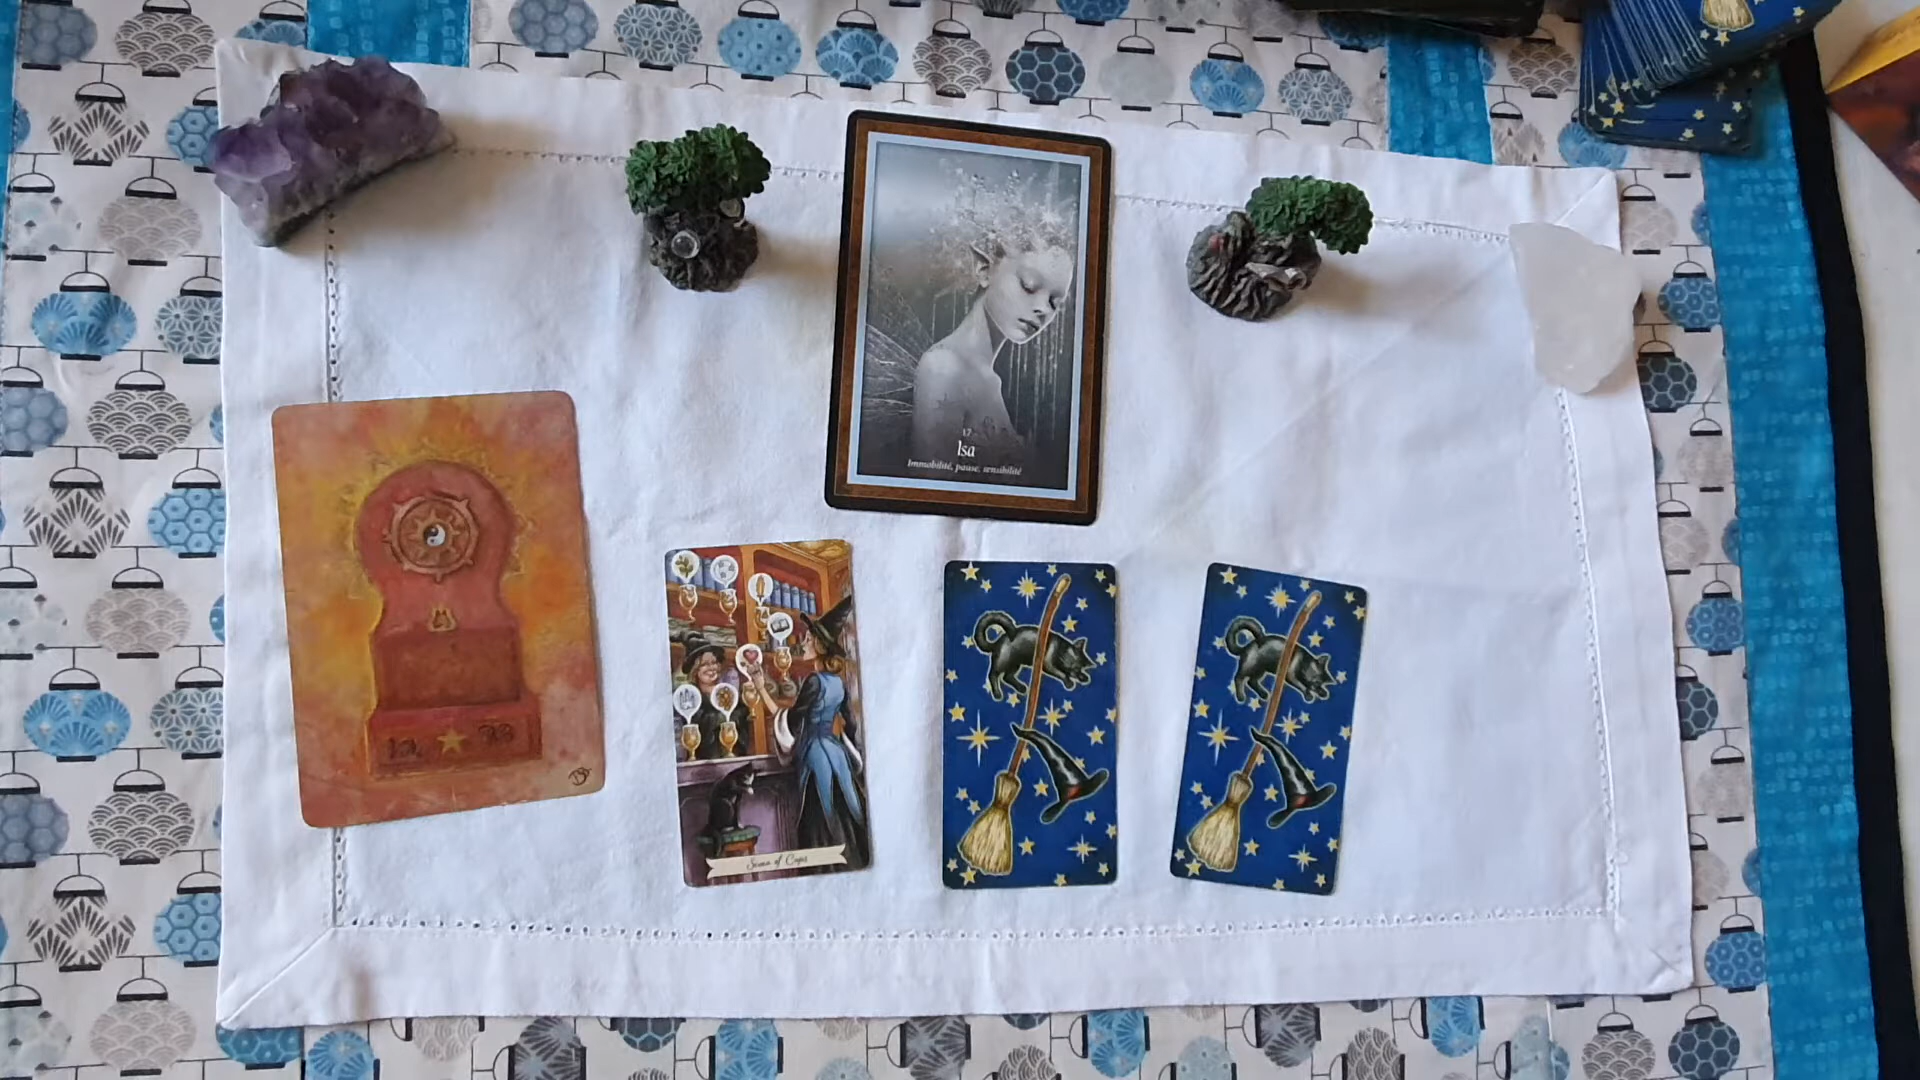 17
Isa
Immobilité, pause, sensibilité
Seven of Cups